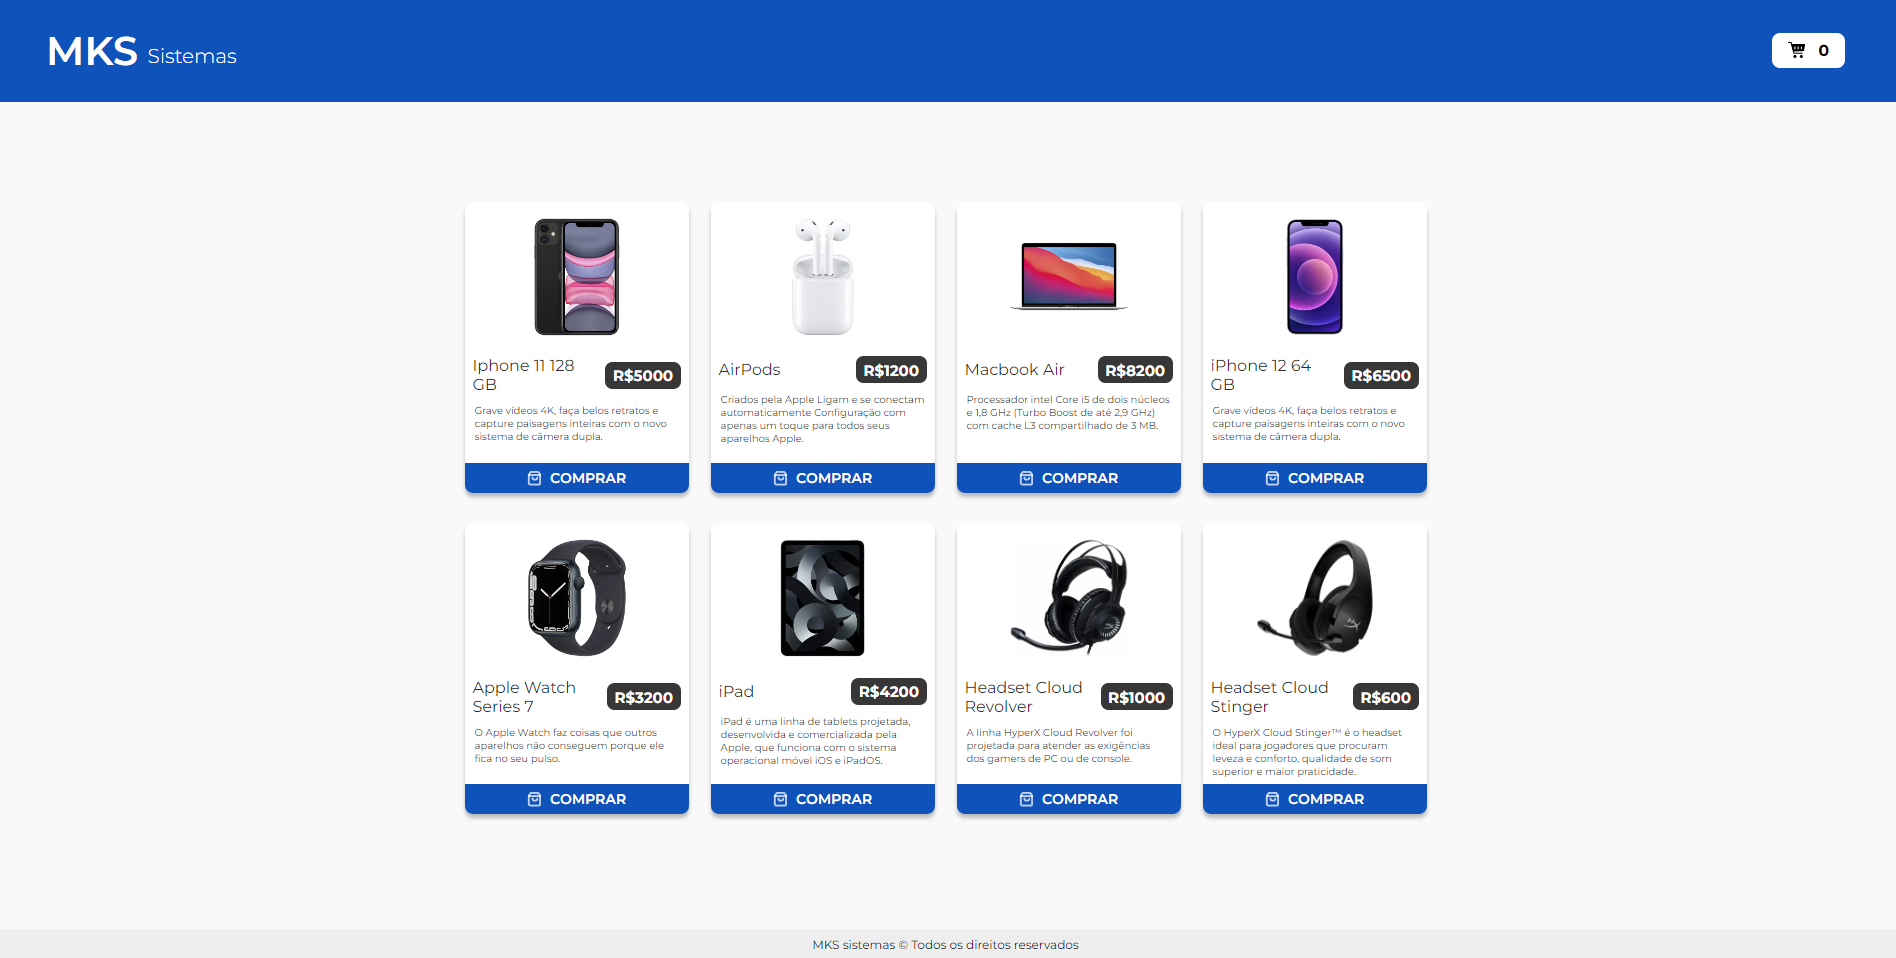 MKS Sistemas
0
Iphone 11 128
GB
R$5000
Grave vídeos 4K, faça belos retratos e
capture paisagens inteiras com o novo
sistema de câmera dupla.
COMPRAR
AirPods
R$1200
Criados pela Apple Ligam e se conectam
automaticamente Configuração com
apenas um toque para todos seus
aparelhos Apple.
COMPRAR
Macbook Air
R$8200
Processador intel Core i5 de dois núcleos
e 1,8 GHz (Turbo Boost de até 2,9 GHz)
com cache L3 compartilhado de 3 MB.
COMPRAR
iPhone 12 64
GB
R$6500
Grave vídeos 4K, faça belos retratos e
capture paisagens inteiras com o novo
sistema de câmera dupla.
COMPRAR
Apple Watch
Series 7
R$3200
O Apple Watch faz coisas que outros
aparelhos não conseguem porque ele
fica no seu pulso.
COMPRAR
iPad
R$4200
iPad é uma linha de tablets projetada,
desenvolvida e comercializada pela
Apple, que funciona com o sistema
operacional móvel iOS e iPadOS.
COMPRAR
Headset Cloud
Revolver
R$1000
A linha HyperX Cloud Revolver foi
projetada para atender as exigências
dos gamers de PC ou de console.
COMPRAR
Headset Cloud
Stinger
R$600
O HyperX Cloud Stinger™ é o headset
ideal para jogadores que procuram
leveza e conforto, qualidade de som
superior e maior praticidade.
COMPRAR
MKS sistemas © Todos os direitos reservados